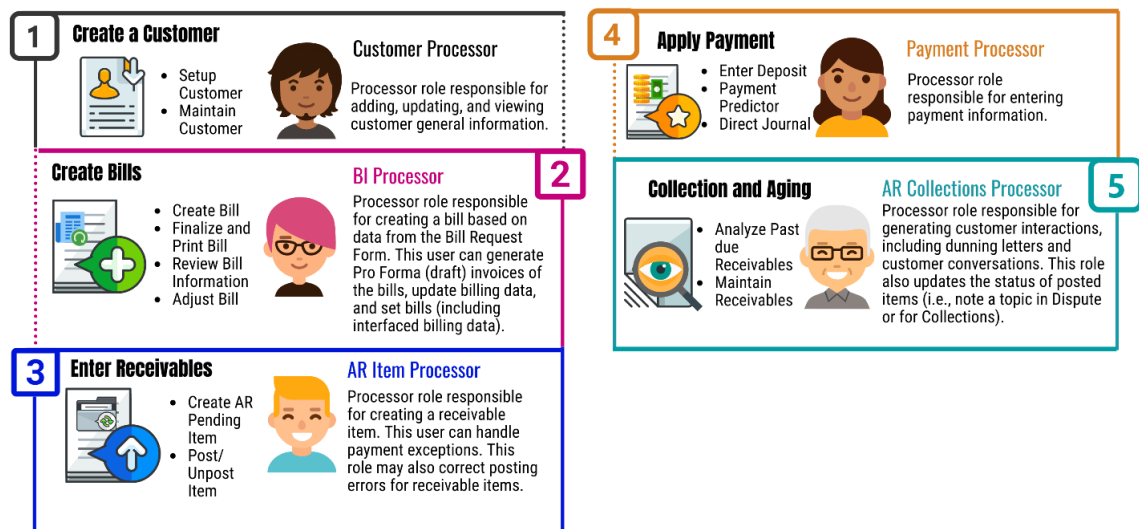 1
Create a Customer
• Setup
Customer
• Maintain
Customer
Customer Processor
Processor role responsible for
adding, updating, and viewing
customer general information.
2
Create Bills
• Create Bill
• Finalize and
Print Bill
• Review Bill
Information
• Adjust Bill
BI Processor
Processor role responsible
for creating a bill based on
data from the Bill Request
Form. This user can generate
Pro Forma (draft) invoices of
the bills, update billing data,
and set bills (including
interfaced billing data).
3
Enter Receivables
• Create AR
Pending
Item
• Post/
Unpost
Item
AR Item Processor
Processor role responsible
for creating a receivable
item. This user can handle
payment exceptions. This
role may also correct posting
errors for receivable items.
4
Apply Payment
• Enter Deposit
• Payment
Predictor
• Direct Journal
Payment Processor
Processor role
responsible for entering
payment information.
5
Collection and Aging
• Analyze Past
due
Receivables
• Maintain
Receivables
AR Collections Processor
Processor role responsible for
generating customer interactions,
including dunning letters and
customer conversations. This role
also updates the status of posted
items (i.e., note a topic in Dispute
or for Collections).